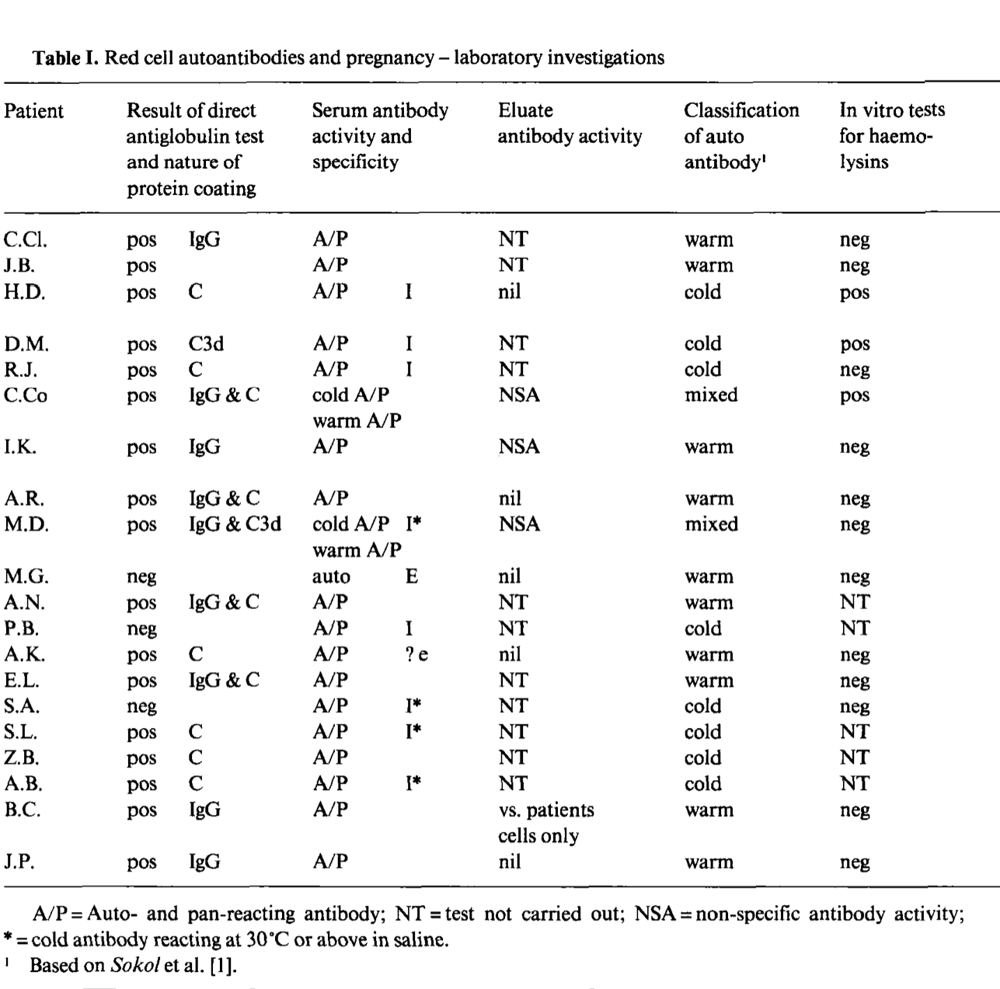 Table I. Red cell autoantibodies and pregnancy – laboratory investigations
Patient Result of direct Serum antibody Eluate Classification In vitro tests
antiglobulin test activity and antibody activity of auto for haemo-
and nature of specificity antibody¹ lysins
protein coating
C.Cl. pos IgG A/P NT warm neg
J.B. pos A/P NT warm neg
H.D. pos C A/P I nil cold pos
D.M. pos C3d A/P I NT cold pos
R.J. pos C A/P I NT cold neg
C.Co pos IgG & C cold A/P NSA mixed pos
warm A/P
I.K. pos IgG A/P NSA warm neg
A.R. pos IgG & C A/P nil warm neg
M.D. pos IgG & C3d cold A/P I* NSA mixed neg
warm A/P
M.G. neg auto E nil warm neg
A.N. pos IgG & C A/P NT warm NT
P.B. neg A/P I NT cold NT
A.K. pos C A/P ? e nil warm neg
E.L. pos IgG & C A/P NT warm neg
S.A. neg A/P I* NT cold neg
S.L. pos C A/P I* NT cold NT
Z.B. pos C A/P NT cold NT
A.B. pos C A/P I* NT cold NT
B.C. pos IgG A/P vs. patients warm neg
cells only
J.P. pos IgG A/P nil warm neg
A/P = Auto- and pan-reacting antibody; NT = test not carried out; NSA = non-specific antibody activity;
* = cold antibody reacting at 30°C or above in saline.
¹ Based on Sokol et al. [1].